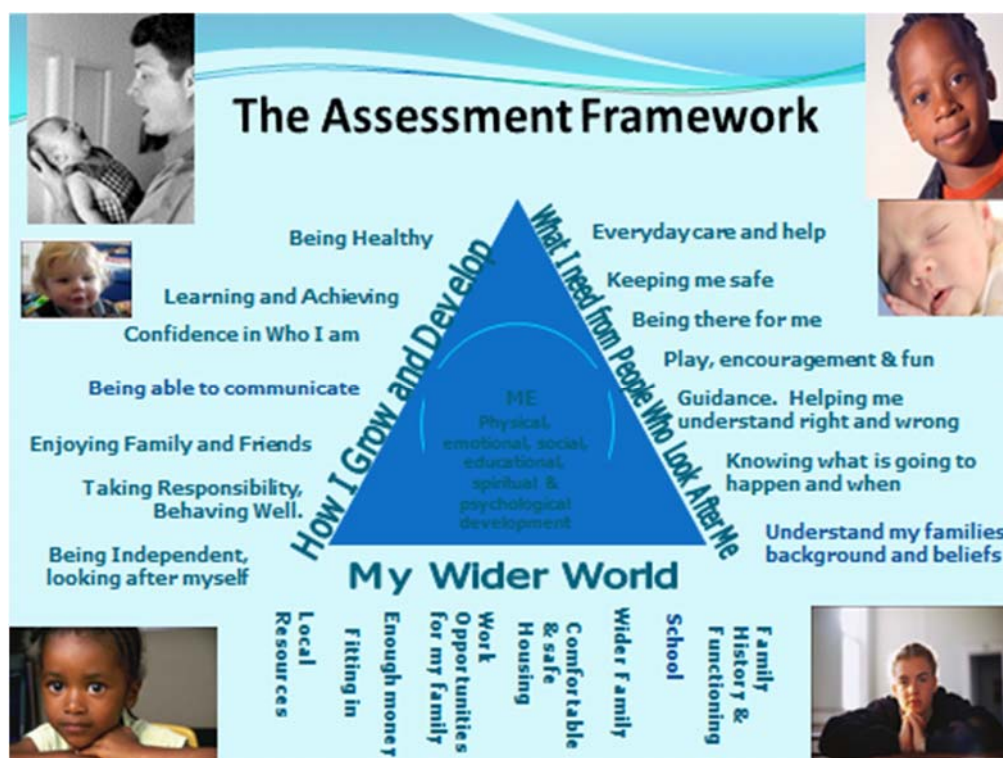 The Assessment Framework
Being Healthy
Learning and Achieving
Confidence in Who I am
Being able to communicate
Enjoying Family and Friends
Taking Responsibility,
Behaving Well.
Being Independent,
looking after myself
How I Grow and Develop
ME
Physical,
emotional, social,
educational,
spiritual &
psychological
development
What I need from People Who Look After Me
Everyday care and help
Keeping me safe
Being there for me
Play, encouragement & fun
Guidance. Helping me
understand right and wrong
Knowing what is going to
happen and when
Understand my families
background and beliefs
My Wider World
Local
Resources
Fitting in
Enough money
Work
Opportunities
for my family
Comfortable
& safe
Housing
Wider Family
School
Family
History &
Functioning